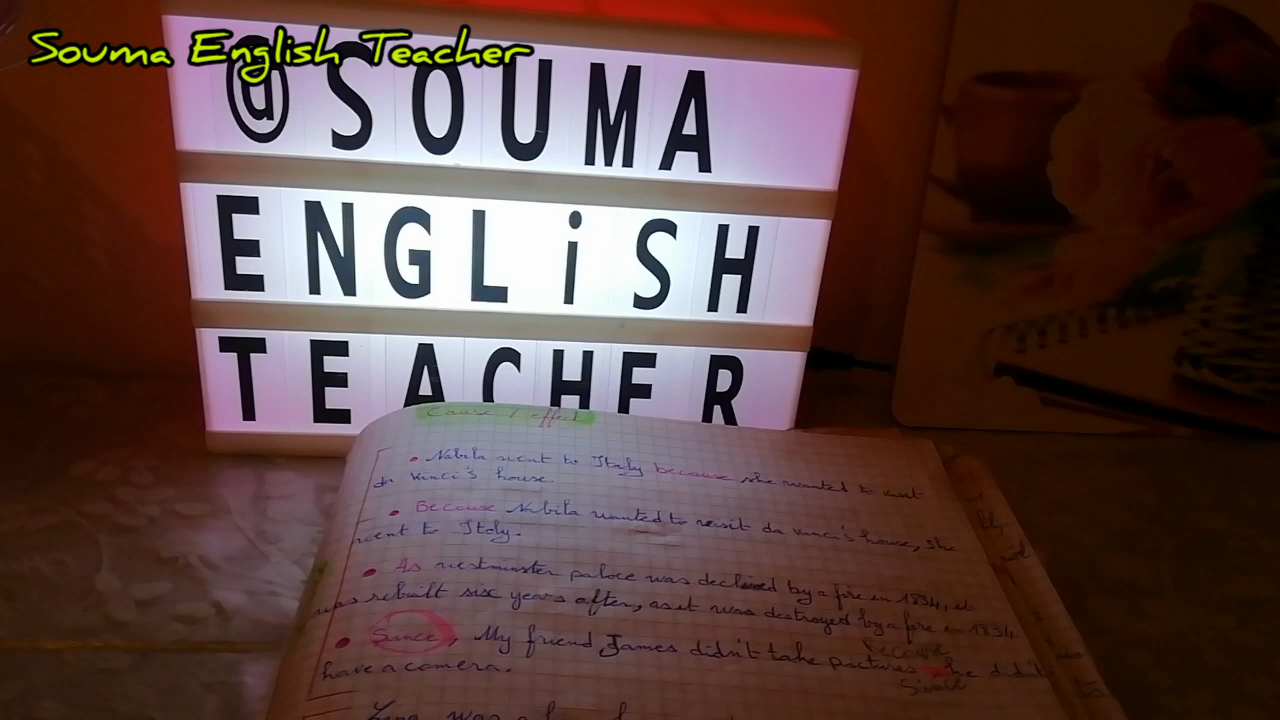 Souma English Teacher
@SOUMA
ENGLiSH
TEACHER
Cause / effect
• Nabila went to Italy because she wanted to visit
da Vinci's house
• Because Nabila wanted to visit da Vinci's house, she
went to Italy.
• As westminster palace was by a fire in 1834, it
was rebuilt six years after, as it was destroyed by a fire in 1834.
• Since, My friend, James didn't take pictures he didn't
because
since
have a camera.
was a